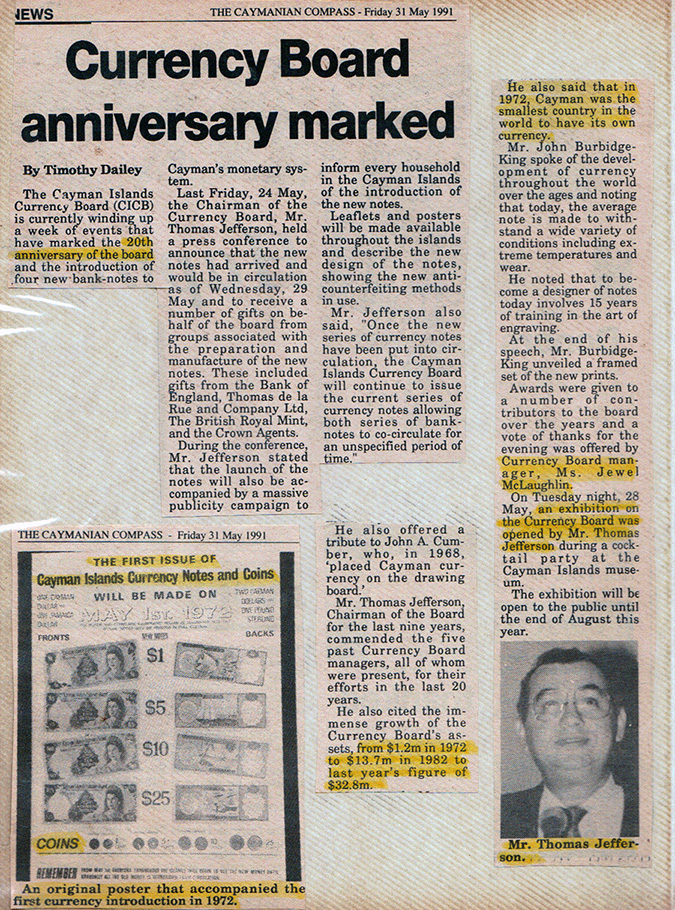 NEWS
THE CAYMANIAN COMPASS - Friday 31 May 1991
Currency Board
anniversary marked
By Timothy Dailey
The Cayman Islands
Currency Board (CICB)
is currently winding up
a week of events that
have marked the 20th
anniversary of the board
and the introduction of
four new bank-notes to
Cayman's monetary sys-
tem.
Last Friday, 24 May,
the Chairman of the
Currency Board, Mr.
Thomas Jefferson, held
a press conference to
announce that the new
notes had arrived and
would be in circulation
as of Wednesday, 29
May and to receive a
number of gifts on be-
half of the board from
groups associated with
the preparation and
manufacture of the new
notes. These included
gifts from the Bank of
England, Thomas de la
Rue and Company Ltd,
The British Royal Mint,
and the Crown Agents.
During the conference,
Mr. Jefferson stated
that the launch of the
notes will also be ac-
companied by a massive
publicity campaign to
inform every household
in the Cayman Islands
of the introduction of
the new notes.
Leaflets and posters
will be made available
throughout the islands
and describe the new
design of the notes,
showing the new anti-
counterfeiting methods
in use.
Mr. Jefferson also
said, "Once the new
series of currency notes
have been put into cir-
culation, the Cayman
Islands Currency Board
will continue to issue
the current series of
currency notes allowing
both series of bank-
notes to co-circulate for
an unspecified period of
time."
He also offered a
tribute to John A. Cum-
ber, who, in 1968,
'placed Cayman cur-
rency on the drawing
board.'
Mr. Thomas Jefferson,
Chairman of the Board
for the last nine years,
commended the five
past Currency Board
managers, all of whom
were present, for their
efforts in the last 20
years.
He also cited the im-
mense growth of the
Currency Board's as-
sets, from $1.2m in 1972
to $13.7m in 1982 to
last year's figure of
$32.8m.
He also said that in
1972, Cayman was the
smallest country in the
world to have its own
currency.
Mr. John Burbidge-
King spoke of the devel-
opment of currency
throughout the world
over the ages and noting
that today, the average
note is made to with-
stand a wide variety of
conditions including ex-
treme temperatures and
wear.
He noted that to be-
come a designer of notes
today involves 15 years
of training in the art of
engraving.
At the end of his
speech, Mr. Burbidge-
King unveiled a framed
set of the new prints.
Awards were given to
a number of con-
tributors to the board
over the years and a
vote of thanks for the
evening was offered by
Currency Board man-
ager, Ms. Jewel
McLaughlin.
On Tuesday night, 28
May, an exhibition on
the Currency Board was
opened by Mr. Thomas
Jefferson during a cock-
tail party at the
Cayman Islands muse-
um.
The exhibition will be
open to the public until
the end of August this
year.
Mr. Thomas Jeffer-
son.
THE CAYMANIAN COMPASS - Friday 31 May 1991
THE FIRST ISSUE OF
Cayman Islands Currency Notes and Coins
WILL BE MADE ON
MAY 1st. 1972
ONE CAYMAN
DOLLAR =
JAMAICA
DOLLAR
TWO CAYMAN
DOLLARS =
ONE POUND
STERLING
FRONTS
NEW NOTES
BACKS
$1
$5
$10
$25
COINS
REMEMBER
An original poster that accompanied the
first currency introduction in 1972.